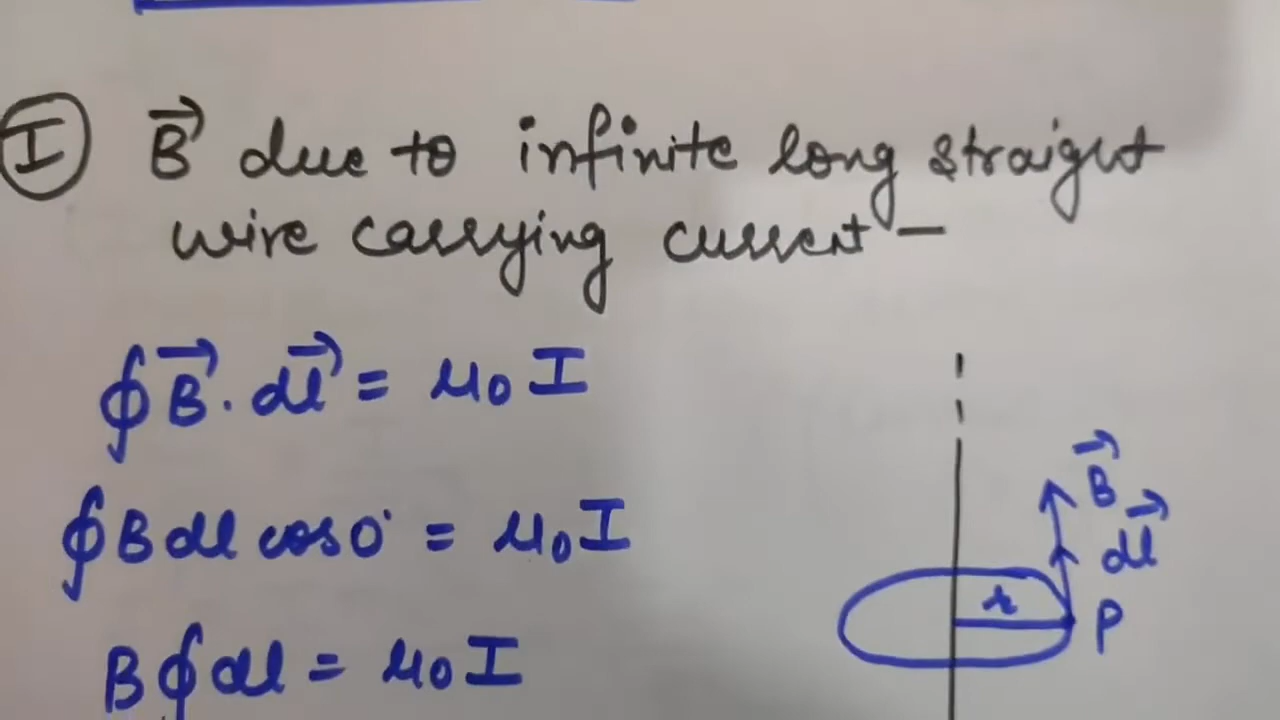 I B⃗ due to infinite long straight
wire carrying current –
∮B⃗. dl⃗ = μ0 I
∮B dl cos0° = μ0 I
B∮dl = μ0 I
B⃗
dl⃗
r
P